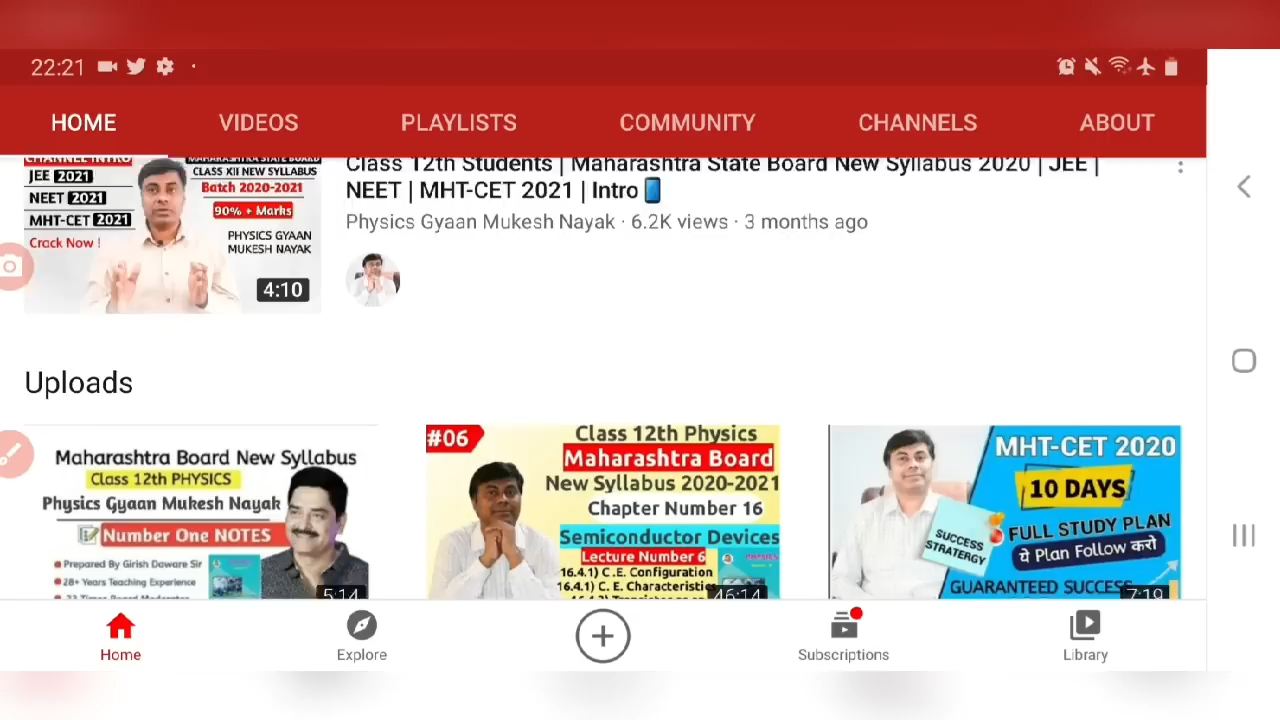 22:21
HOME
VIDEOS
PLAYLISTS
COMMUNITY
CHANNELS
ABOUT
CHANNEL INTRO
JEE 2021
NEET 2021
MHT-CET 2021
Crack Now !
MAHARASHTRA STATE BOARD
CLASS XII NEW SYLLABUS
Batch 2020-2021
90% + Marks
PHYSICS GYAAN
MUKESH NAYAK
4:10
Class 12th Students | Maharashtra State Board New Syllabus 2020 | JEE |
NEET | MHT-CET 2021 | Intro
Physics Gyaan Mukesh Nayak · 6.2K views · 3 months ago
Uploads
Maharashtra Board New Syllabus
Class 12th PHYSICS
Physics Gyaan Mukesh Nayak
Number One NOTES
Prepared By Girish Daware Sir
28+ Years Teaching Experience
23 Times Board Moderator
5:14
#06
Class 12th Physics
Maharashtra Board
New Syllabus 2020-2021
Chapter Number 16
Semiconductor Devices
Lecture Number 6
16.4.1) C .E. Configuration
16.4.1) C. E. Characteristics
PHYSICS
46:14
MHT-CET 2020
10 DAYS
FULL STUDY PLAN
ये Plan Follow करो
SUCCESS
STRATERGY
GUARANTEED SUCCESS
7:19
Home
Explore
Subscriptions
Library